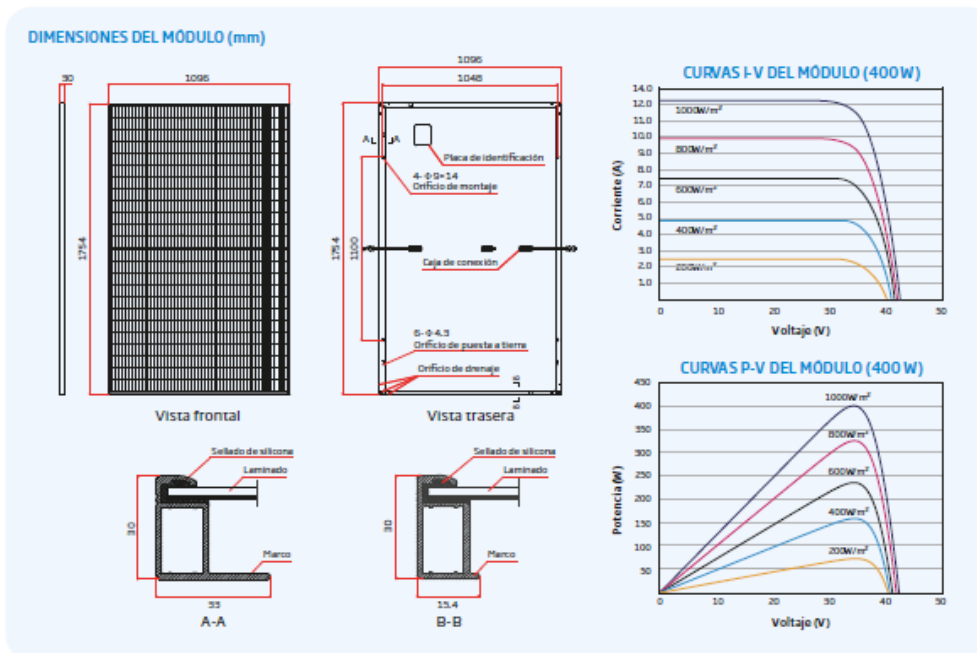 DIMENSIONES DEL MÓDULO (mm)
30
1096
1754
Vista frontal
1096
1048
A
A
Placa de identificación
4-Φ9×14
Orificio de montaje
1754
1100
Caja de conexión
6-Φ4.3
Orificio de puesta a tierra
Orificio de drenaje
Vista trasera
Sellado de silicona
Laminado
30
Marco
33
A-A
Sellado de silicona
Laminado
30
Marco
15.4
B-B
CURVAS I-V DEL MÓDULO (400 W)
Corriente (A)
14.0
12.0
11.0
10.0
9.0
8.0
7.0
6.0
5.0
4.0
3.0
2.0
1.0
1000W/m²
800W/m²
600W/m²
400W/m²
200W/m²
0
10
20
30
40
50
Voltaje (V)
CURVAS P-V DEL MÓDULO (400 W)
Potencia (W)
450
400
350
300
250
200
150
100
50
1000W/m²
800W/m²
600W/m²
400W/m²
200W/m²
0
10
20
30
40
50
Voltaje (V)